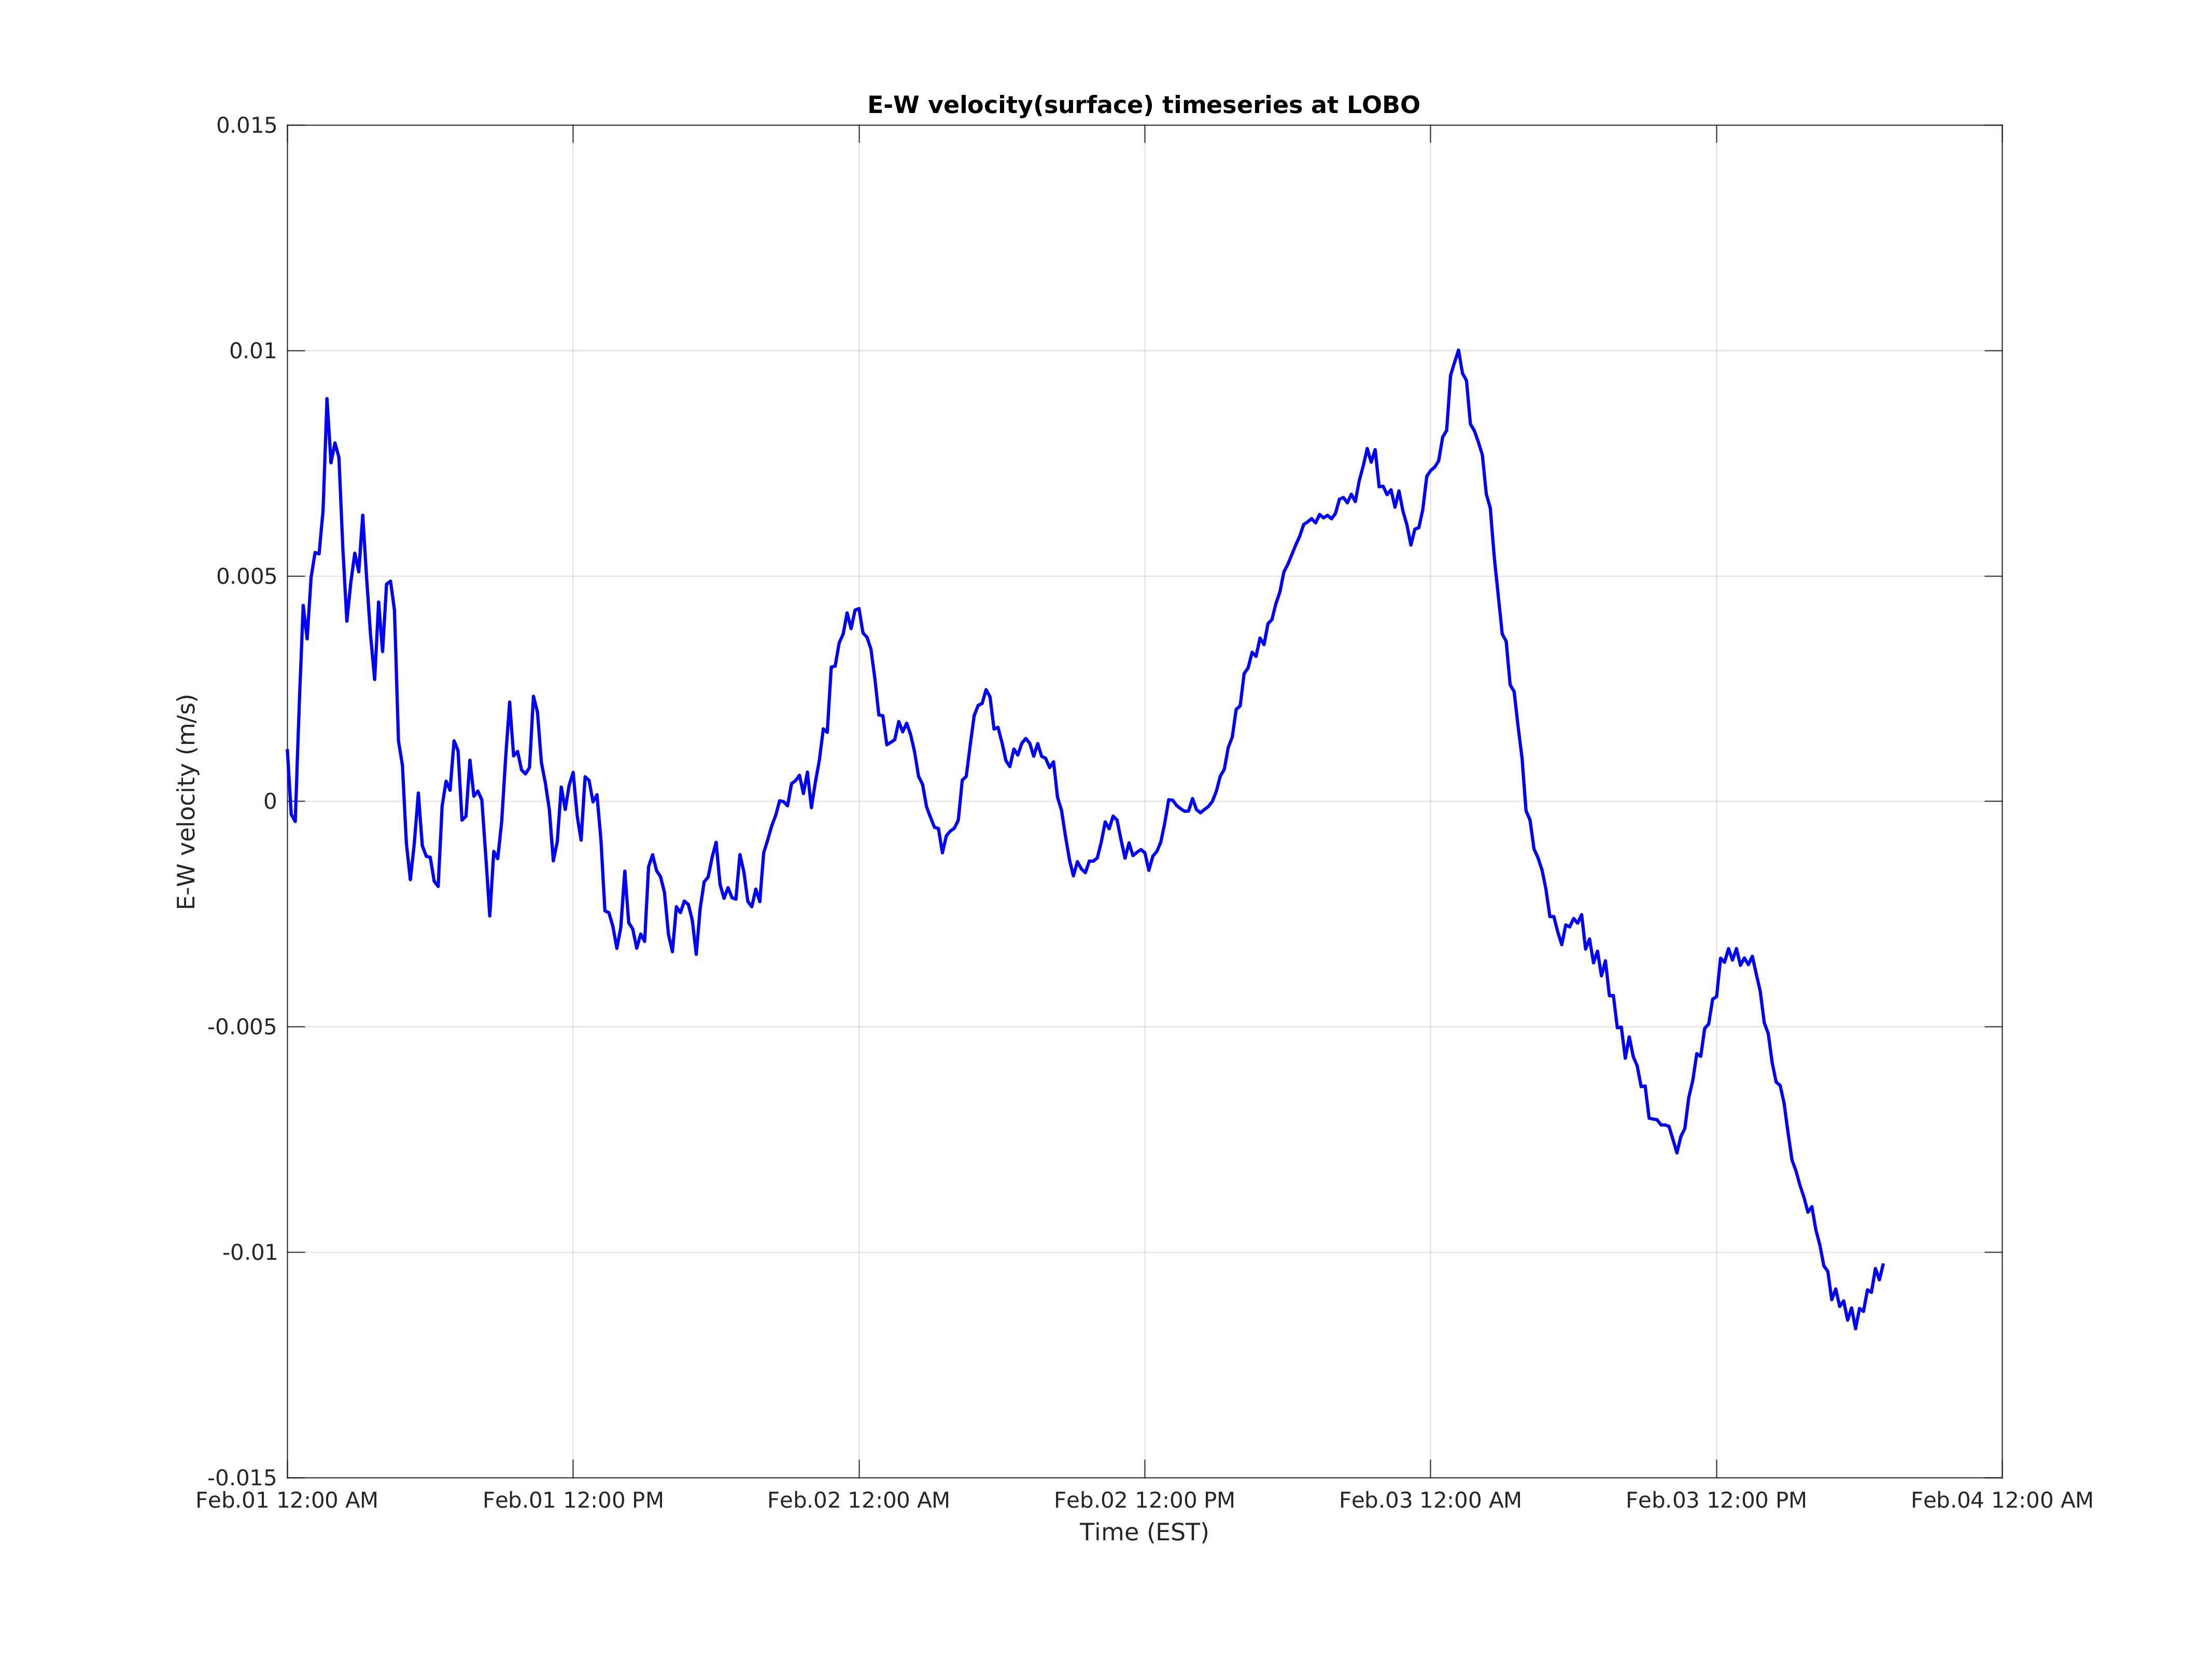 E-W velocity(surface) timeseries at LOBO
0.015
0.01
0.005
0
-0.005
-0.01
-0.015
E-W velocity (m/s)
Feb.01 12:00 AM Feb.01 12:00 PM Feb.02 12:00 AM Feb.02 12:00 PM Feb.03 12:00 AM Feb.03 12:00 PM Feb.04 12:00 AM
Time (EST)